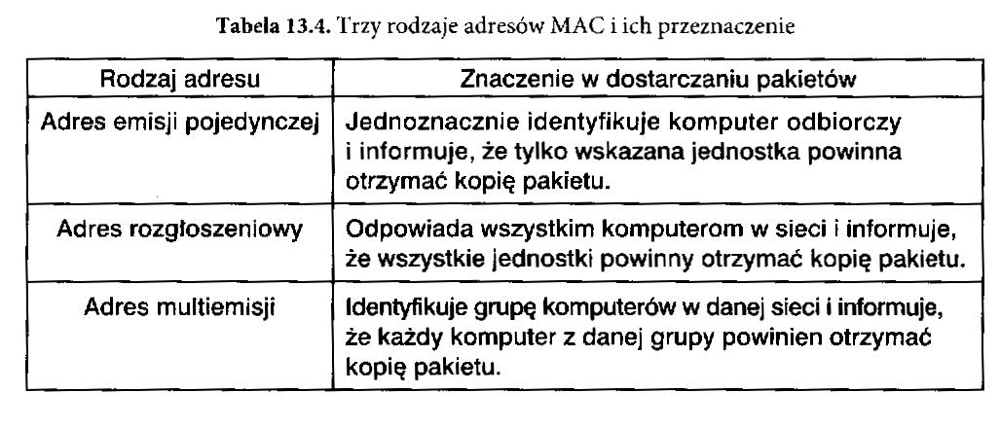 Tabela 13.4. Trzy rodzaje adresów MAC i ich przeznaczenie
Rodzaj adresu
Znaczenie w dostarczaniu pakietów
Adres emisji pojedynczej
Jednoznacznie identyfikuje komputer odbiorczy
i informuje, że tylko wskazana jednostka powinna
otrzymać kopię pakietu.
Adres rozgłoszeniowy
Odpowiada wszystkim komputerom w sieci i informuje,
że wszystkie jednostki powinny otrzymać kopię pakietu.
Adres multiemisji
Identyfikuje grupę komputerów w danej sieci i informuje,
że każdy komputer z danej grupy powinien otrzymać
kopię pakietu.